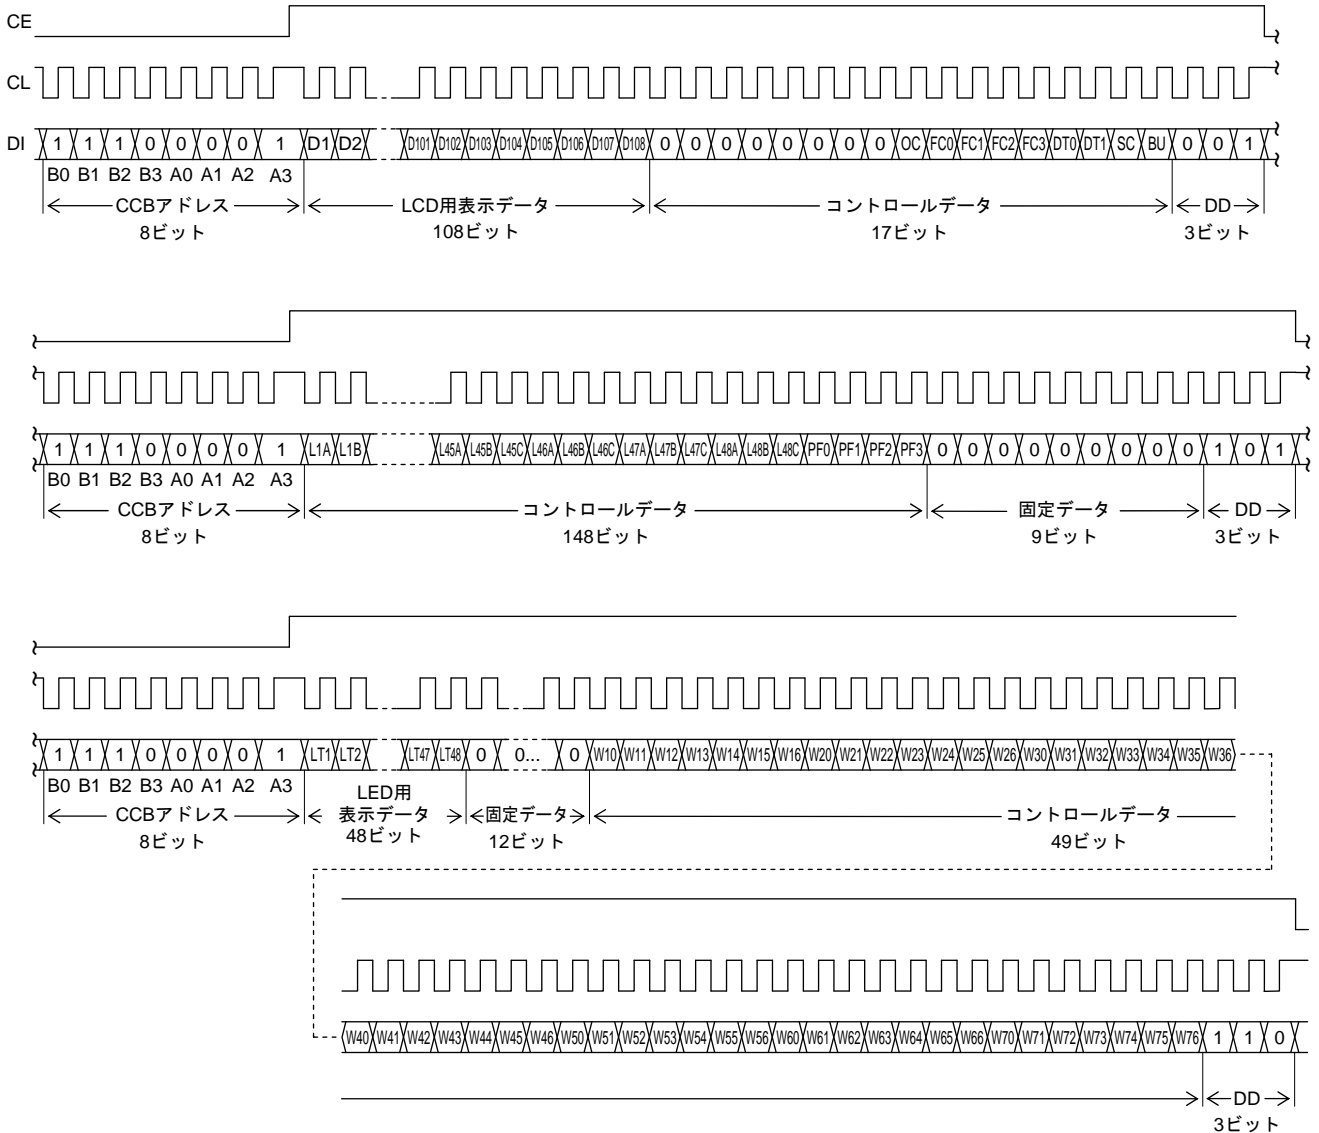 CE
CL
DI 1 1 1 0 0 0 0 1 D1 D2 D101 D102 D103 D104 D105 D106 D107 D108 0 0 0 0 0 0 0 0 OC FC0 FC1 FC2 FC3 DT0 DT1 SC BU 0 0 1
B0 B1 B2 B3 A0 A1 A2 A3
CCBアドレス LCD用表示データ コントロールデータ DD
8ビット 108ビット 17ビット 3ビット
1 1 1 0 0 0 0 1 L1A L1B L45A L45B L45C L46A L46B L46C L47A L47B L47C L48A L48B L48C PF0 PF1 PF2 PF3 0 0 0 0 0 0 0 0 0 1 0 1
B0 B1 B2 B3 A0 A1 A2 A3
CCBアドレス コントロールデータ 固定データ DD
8ビット 148ビット 9ビット 3ビット
1 1 1 0 0 0 0 1 LT1 LT2 LT47 LT48 0 0... 0 W10 W11 W12 W13 W14 W15 W16 W20 W21 W22 W23 W24 W25 W26 W30 W31 W32 W33 W34 W35 W36
B0 B1 B2 B3 A0 A1 A2 A3
LED用
CCBアドレス 表示データ 固定データ コントロールデータ
8ビット 48ビット 12ビット 49ビット
W40 W41 W42 W43 W44 W45 W46 W50 W51 W52 W53 W54 W55 W56 W60 W61 W62 W63 W64 W65 W66 W70 W71 W72 W73 W74 W75 W76 1 1 0
DD
3ビット